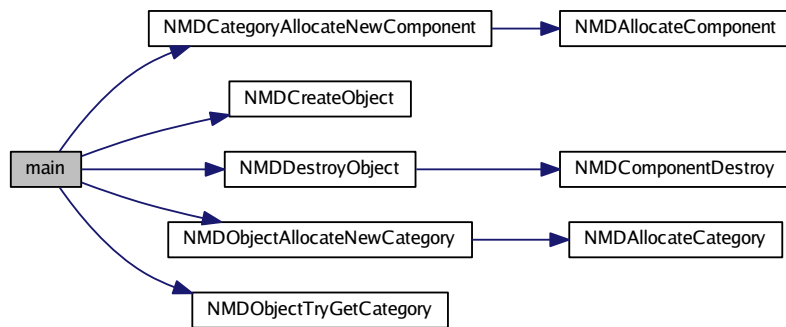 NMDCategoryAllocateNewComponent
NMDAllocateComponent
NMDCreateObject
main
NMDDestroyObject
NMDComponentDestroy
NMDObjectAllocateNewCategory
NMDAllocateCategory
NMDObjectTryGetCategory